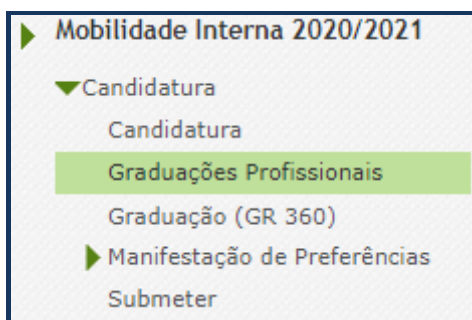 Mobilidade Interna 2020/2021
Candidatura
Candidatura
Graduações Profissionais
Graduação (GR 360)
Manifestação de Preferências
Submeter